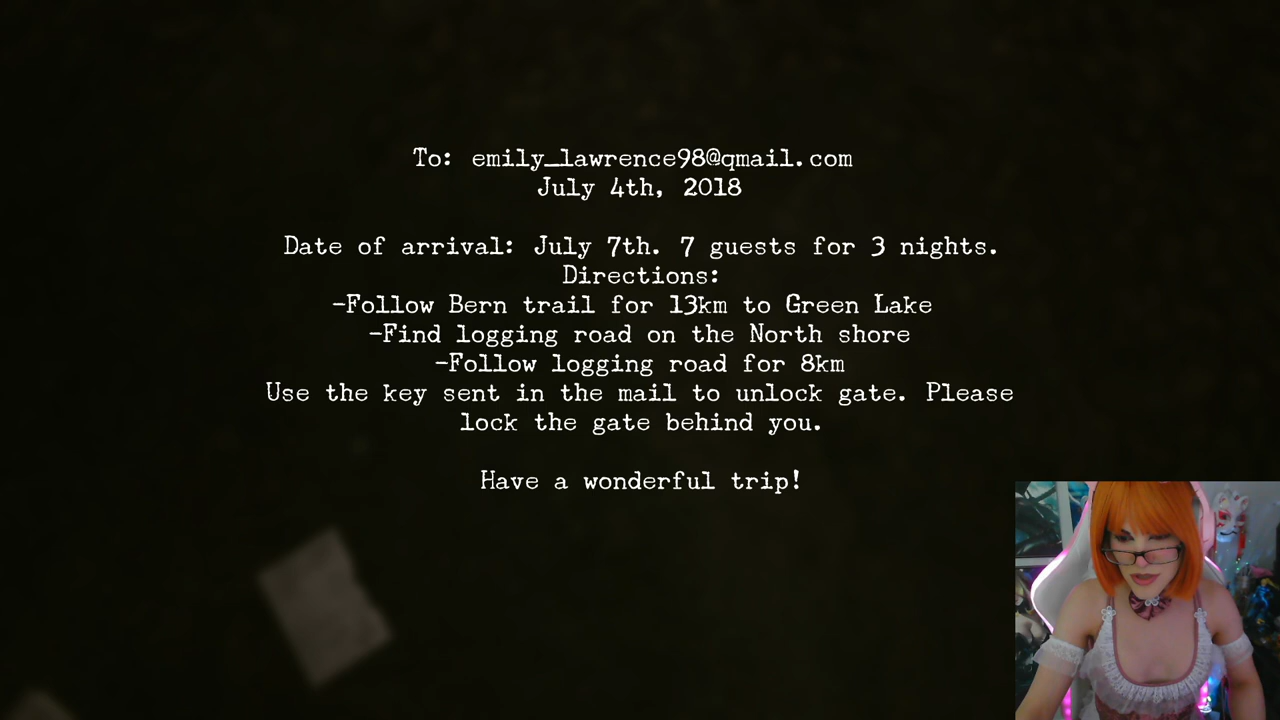 To: emily_lawrence98@qmail.com
July 4th, 2018
Date of arrival: July 7th. 7 guests for 3 nights.
Directions:
-Follow Bern trail for 13km to Green Lake
-Find logging road on the North shore
-Follow logging road for 8km
Use the key sent in the mail to unlock gate. Please
lock the gate behind you.
Have a wonderful trip!